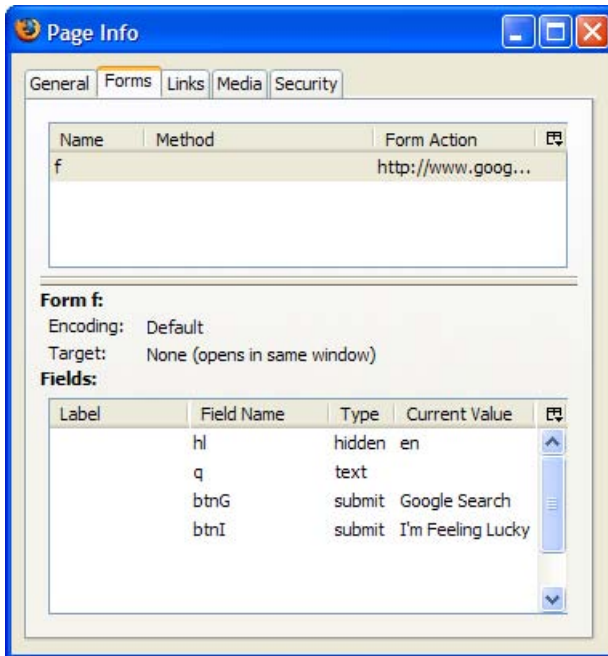 Page Info
General Forms Links Media Security
Name Method Form Action
f http://www.goog...
Form f:
Encoding: Default
Target: None (opens in same window)
Fields:
Label Field Name Type Current Value
hl hidden en
q text
btnG submit Google Search
btnI submit I'm Feeling Lucky